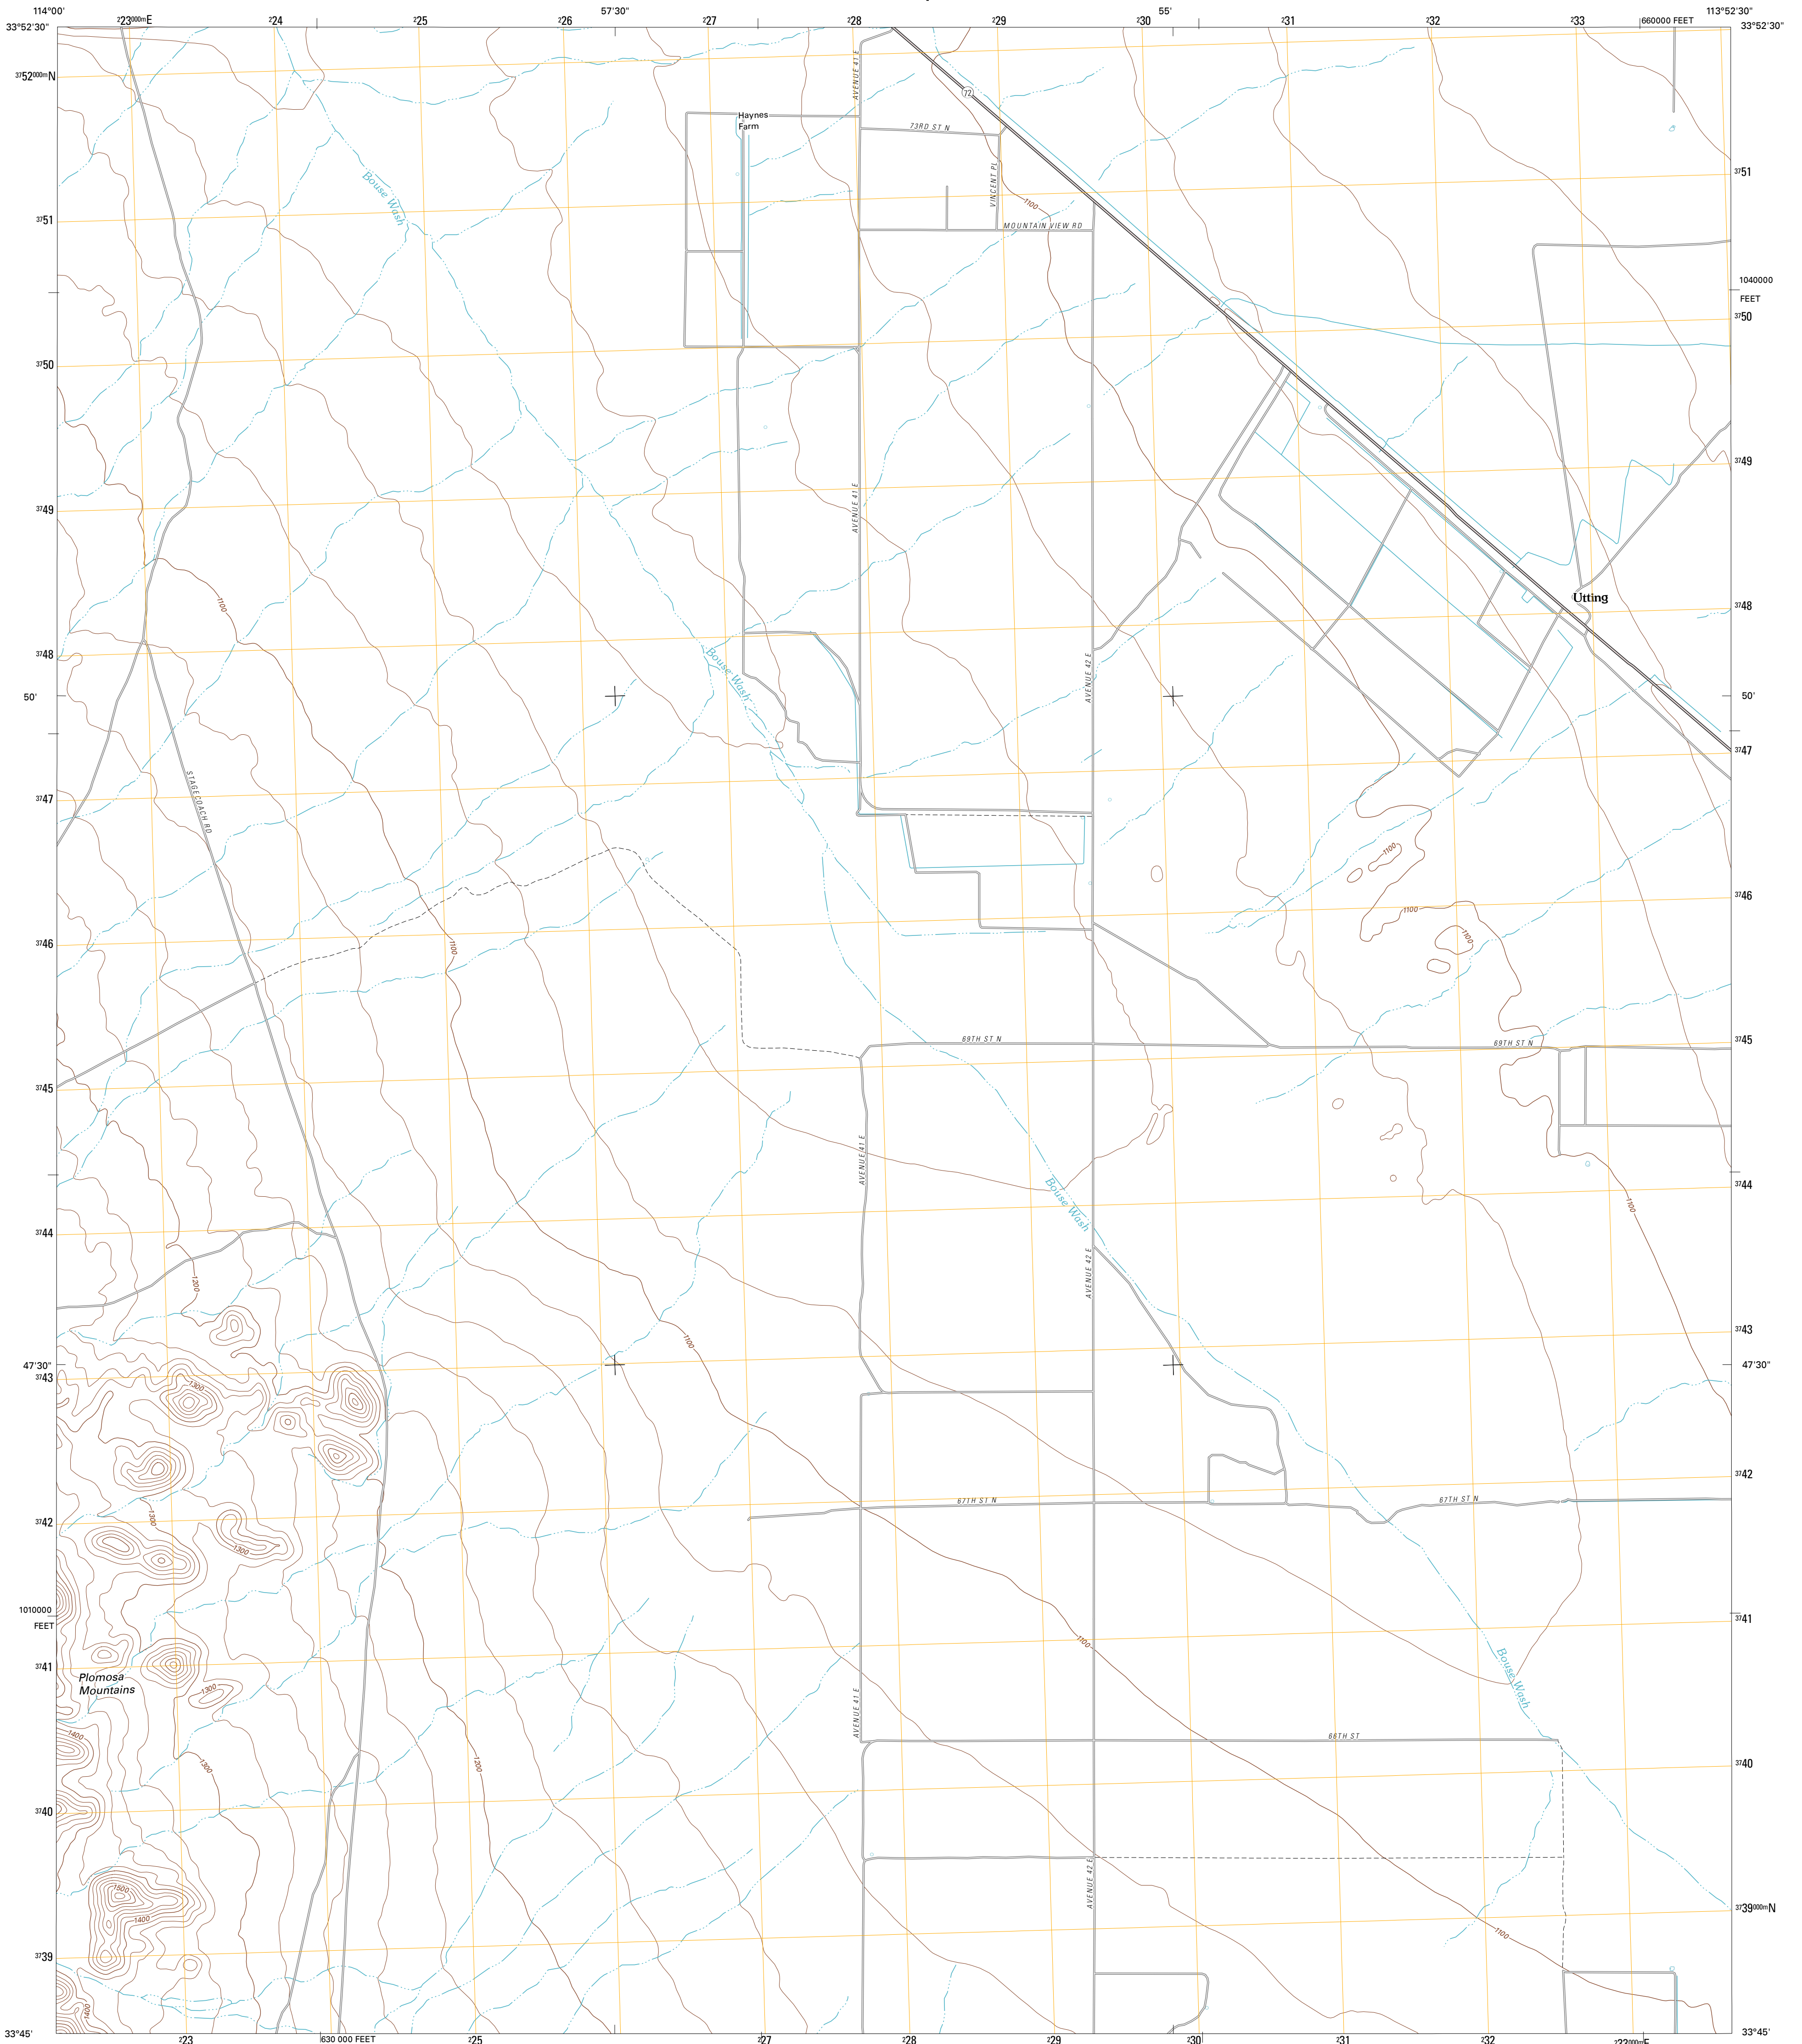 114°00'
²23⁰⁰⁰ᵐE
²24
²25
²26
57'30"
²27
²28
²29
²30
55'
²31
²32
²33
660000 FEET
113°52'30"
33°52'30"
33°52'30"
³⁷52⁰⁰⁰ᵐN
AVENUE 41 E
72
Haynes
Farm
73RD ST N
³⁷51
Bouse Wash
VINCENT PL
1100
³⁷51
MOUNTAIN VIEW RD
1040000
FEET
³⁷50
³⁷50
³⁷49
³⁷49
AVENUE 41 E
1100
Utting
³⁷48
³⁷48
Bouse Wash
AVENUE 42 E
50'
50'
³⁷47
STAGECOACH RD
³⁷47
1100
³⁷46
1100
1100
³⁷46
1100
69TH ST N
69TH ST N
³⁷45
³⁷45
AVENUE 41 E
³⁷44
Bouse Wash
1100
³⁷44
AVENUE 42 E
1200
³⁷43
1100
47'30"
47'30"
³⁷43
1300
³⁷42
67TH ST N
67TH ST N
³⁷42
1300
1300
1010000
FEET
³⁷41
1100
³⁷41
Plomosa
Mountains
Bouse Wash
1300
AVENUE 41 E
1400
66TH ST
1300
1200
³⁷40
³⁷40
AVENUE 42 E
1500
1400
³⁷39⁰⁰⁰ᵐN
1100
³⁷39
1400
33°45'
33°45'
²23
630 000 FEET
²25
²27
²28
²29
²30
²31
²32
²33⁰⁰⁰ᵐE